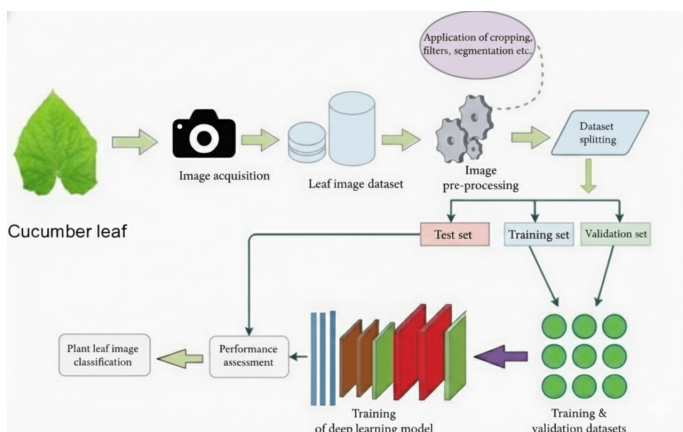 Application of cropping,
filters, segmentation etc.
Dataset
splitting
Image acquisition
Leaf image dataset
Image
pre-processing
Cucumber leaf
Test set
Training set
Validation set
Plant leaf image
classification
Performance
assessment
Training
of deep learning model
Training &
validation datasets